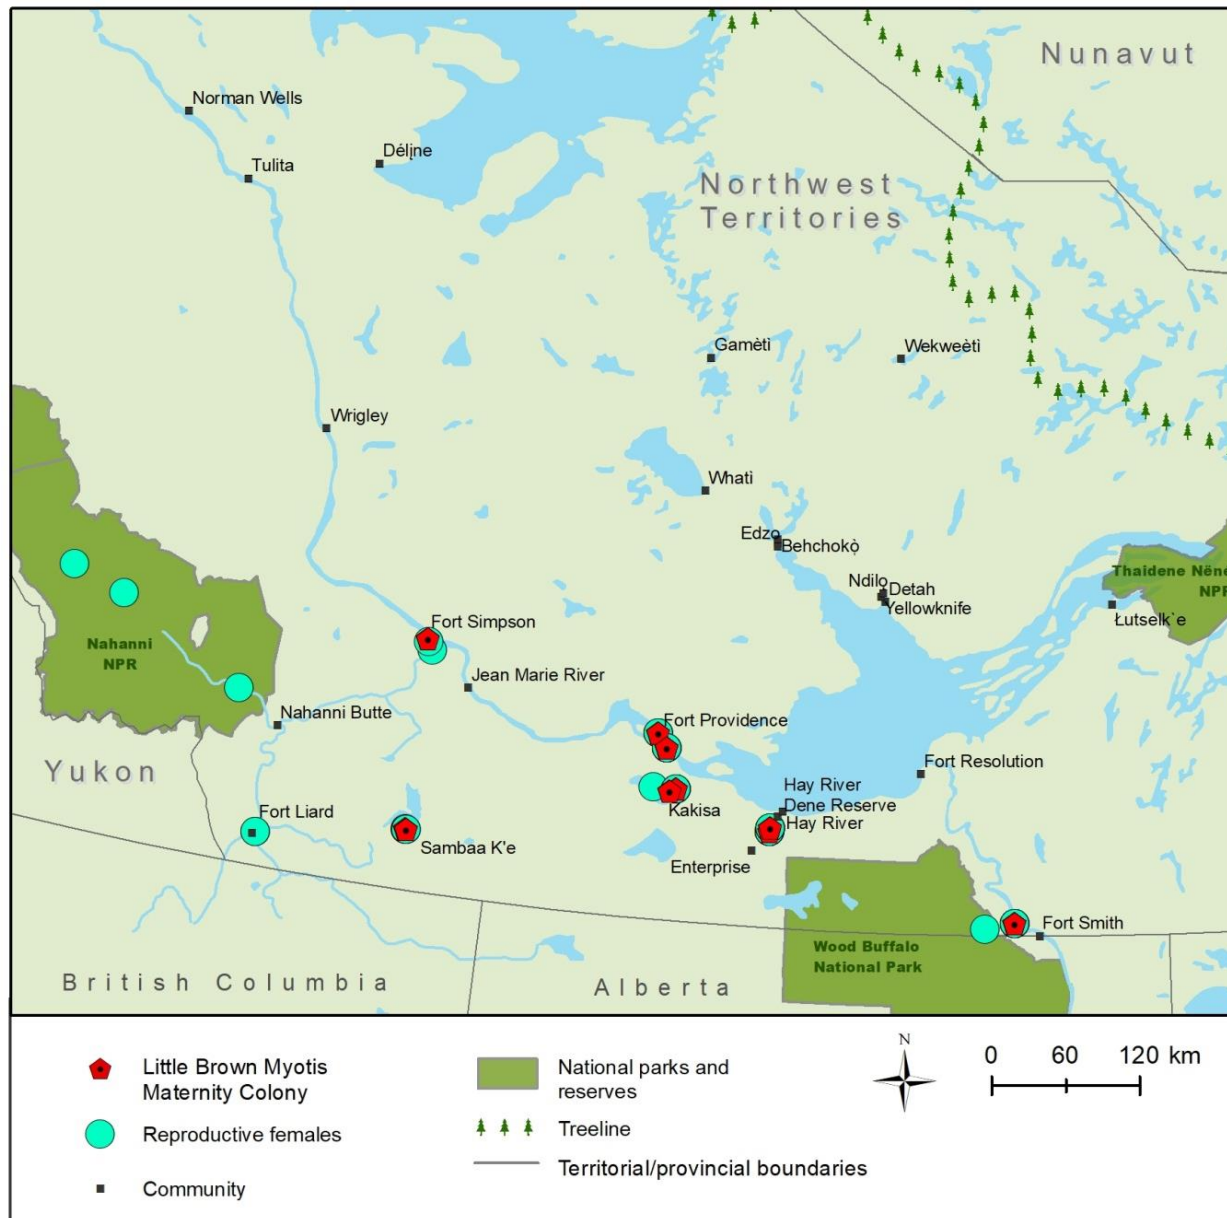 Nunavut
Norman Wells
Délı̨ne
Tulita
Northwest
Territories
Gamètì
Wekweètì
Wrigley
Whatì
Edzo
Behchokǫ̀
Ndilo
Detah
Yellowknife
Thaidene Nëné
NPR
Łutselk`e
Fort Simpson
Nahanni
NPR
Jean Marie River
Nahanni Butte
Fort Providence
Yukon
Fort Resolution
Hay River
Dene Reserve
Hay River
Kakisa
Fort Liard
Sambaa K'e
Enterprise
Fort Smith
Wood Buffalo
National Park
British Columbia
Alberta
Little Brown Myotis
Maternity Colony
Reproductive females
Community
National parks and
reserves
Treeline
Territorial/provincial boundaries
N
0 60 120 km